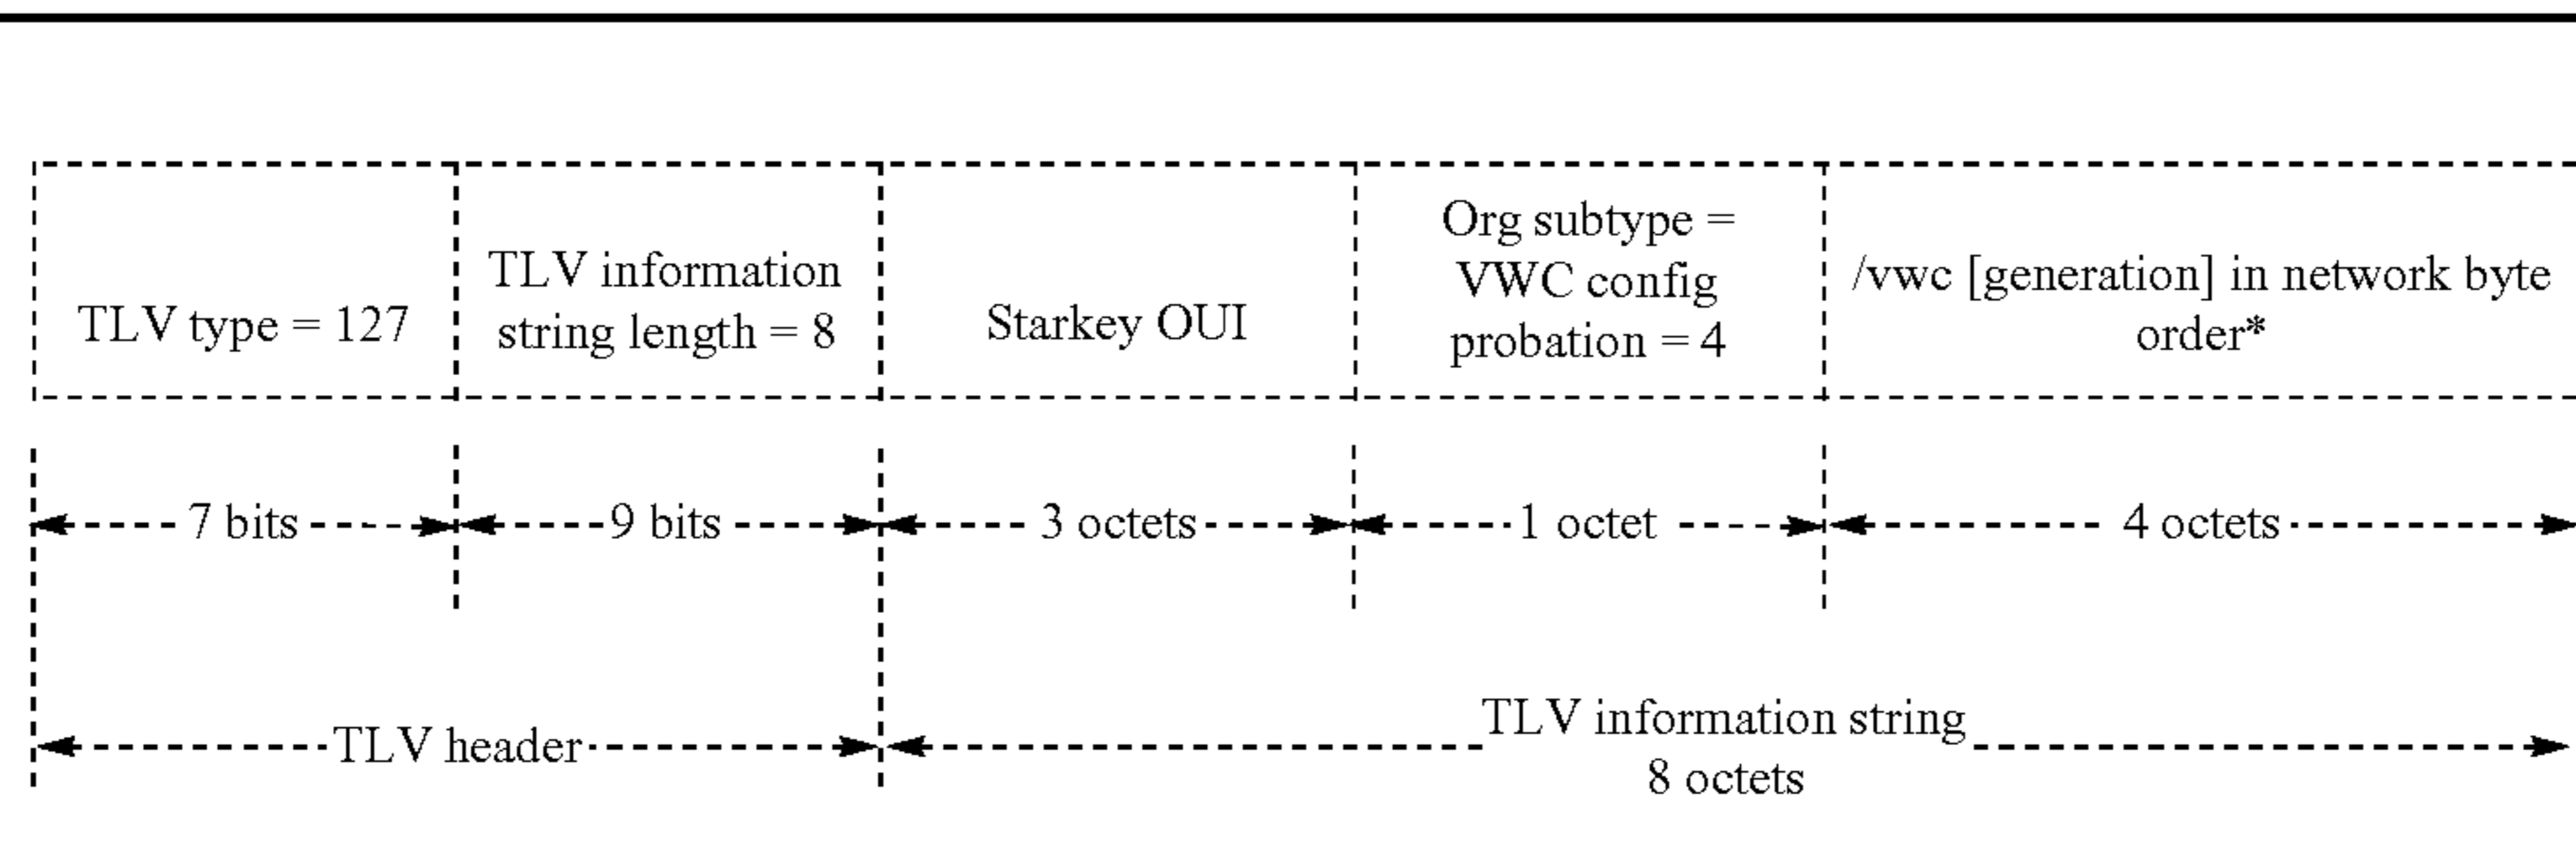 TLV type = 127
TLV information
string length = 8
Starkey OUI
Org subtype =
VWC config
probation = 4
/vwc [generation] in network byte
order*
7 bits
9 bits
3 octets
1 octet
4 octets
TLV header
TLV information string
8 octets